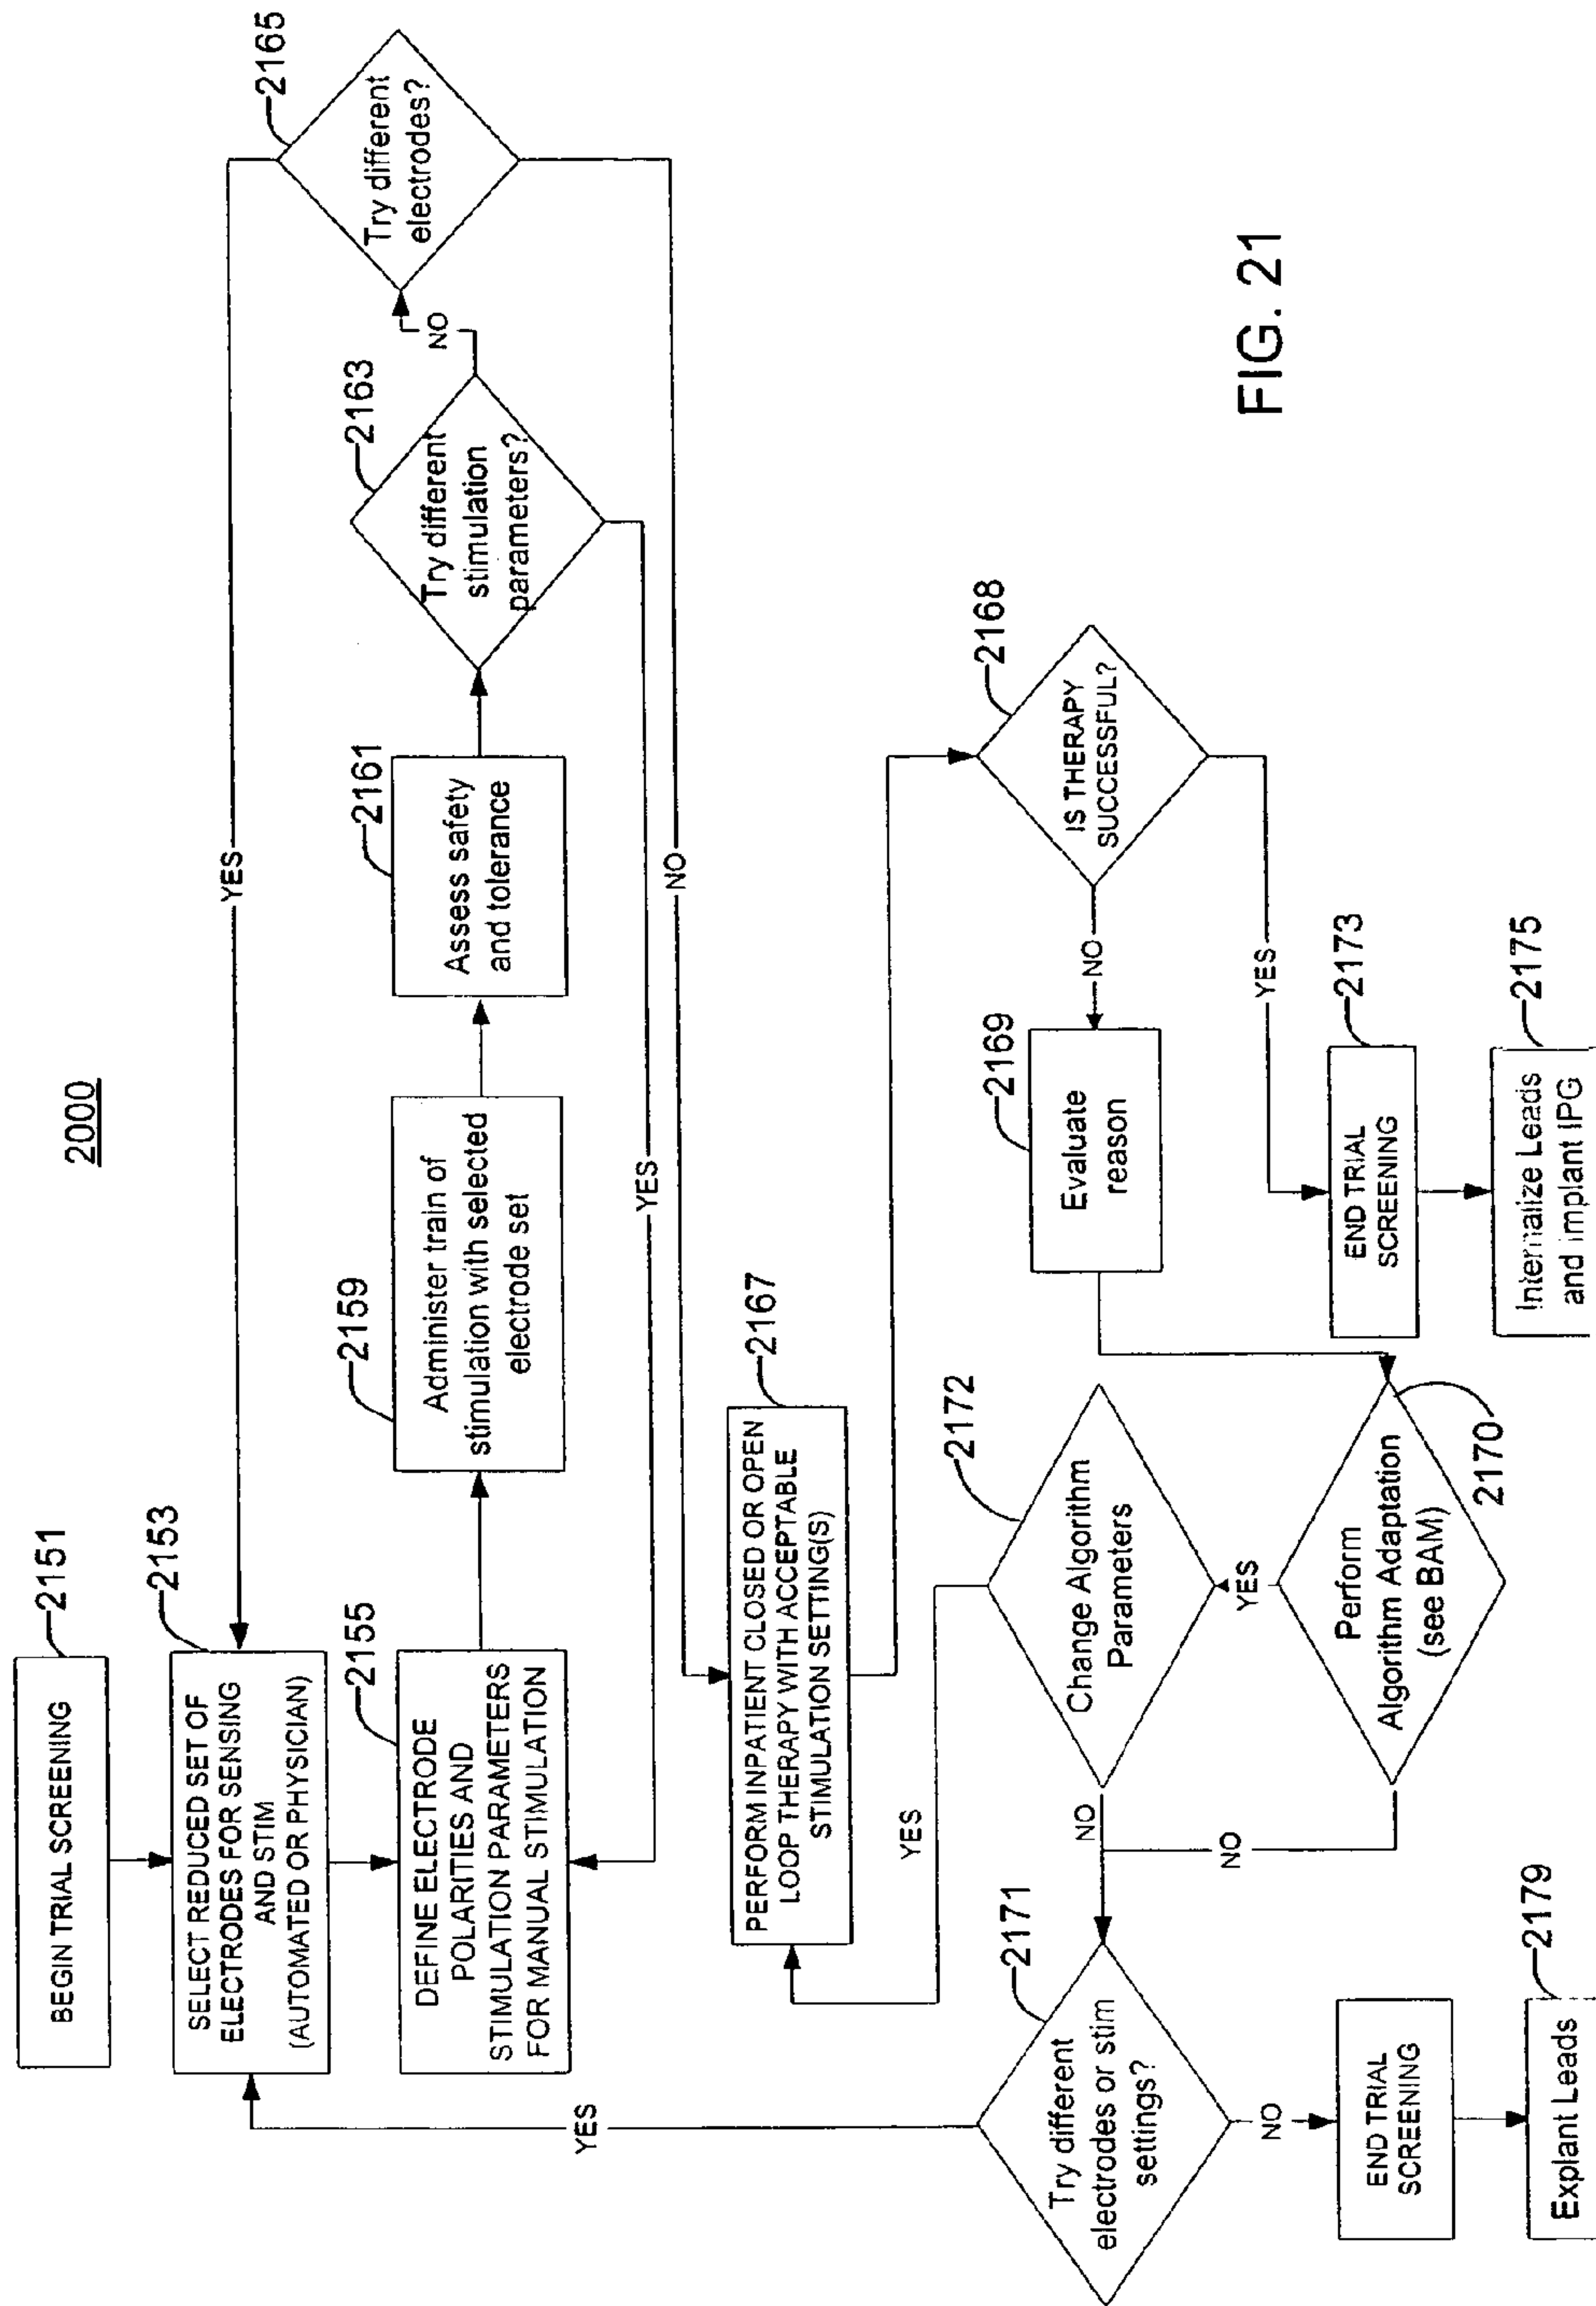 2000
BEGIN TRIAL SCREENING
2151
SELECT REDUCED SET OF
ELECTRODES FOR SENSING
AND STIM
(AUTOMATED OR PHYSICIAN)
2153
DEFINE ELECTRODE
POLARITIES AND
STIMULATION PARAMETERS
FOR MANUAL STIMULATION
2155
Administer train of
stimulation with selected
electrode set
2159
Assess safety
and tolerance
2161
Try different
stimulation
parameters?
2163
NO
YES
Try different
electrodes?
2165
YES
NO
PERFORM INPATIENT CLOSED OR OPEN
LOOP THERAPY WITH ACCEPTABLE
STIMULATION SETTING(S)
2167
IS THERAPY
SUCCESSFUL?
2168
NO
YES
Evaluate
reason
2169
Perform
Algorithm Adaptation
(see BAM)
2170
YES
NO
Change Algorithm
Parameters
2172
YES
NO
Try different
electrodes or stim
settings?
2171
YES
NO
END TRIAL
SCREENING
Explant Leads
2179
END TRIAL
SCREENING
2173
Internalize Leads
and implant IPG
2175
FIG. 21